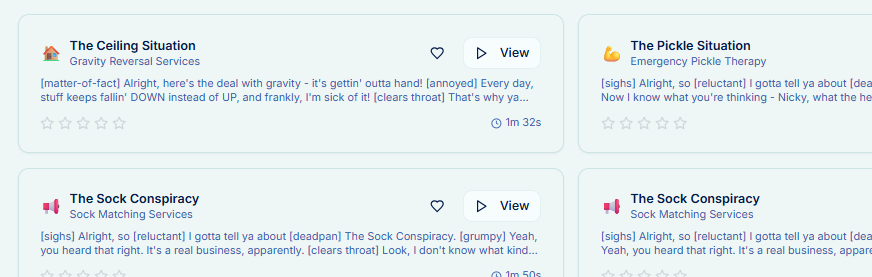 The Ceiling Situation
Gravity Reversal Services
View
[matter-of-fact] Alright, here's the deal with gravity - it's gettin' outta hand! [annoyed] Every day,
stuff keeps fallin' DOWN instead of UP, and frankly, I'm sick of it! [clears throat] That's why ya...
1m 32s
The Pickle Situation
Emergency Pickle Therapy
[sighs] Alright, so [reluctant] I gotta tell ya about
Now I know what you're thinking - Nicky, what the
The Sock Conspiracy
Sock Matching Services
View
[sighs] Alright, so [reluctant] I gotta tell ya about [deadpan] The Sock Conspiracy. [grumpy] Yeah,
you heard that right. It's a real business, apparently. [clears throat] Look, I don't know what kind...
1m 50s
The Sock Conspiracy
Sock Matching Services
[sighs] Alright, so [reluctant] I gotta tell ya about
Yeah, you heard that right. It's a real business,